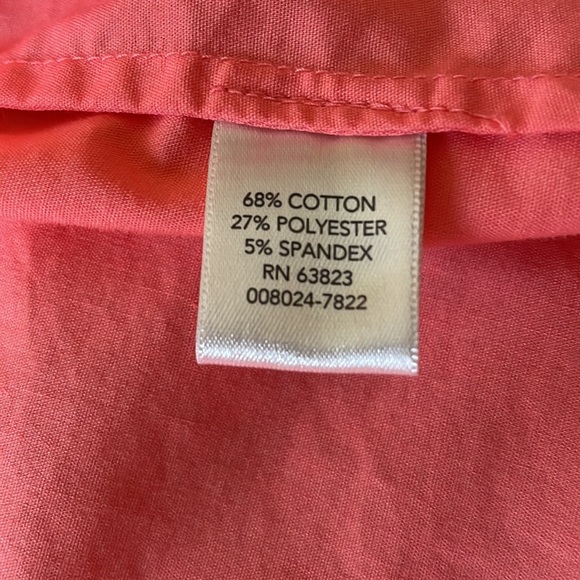 68% COTTON
27% POLYESTER
5% SPANDEX
RN 63823
008024-7822